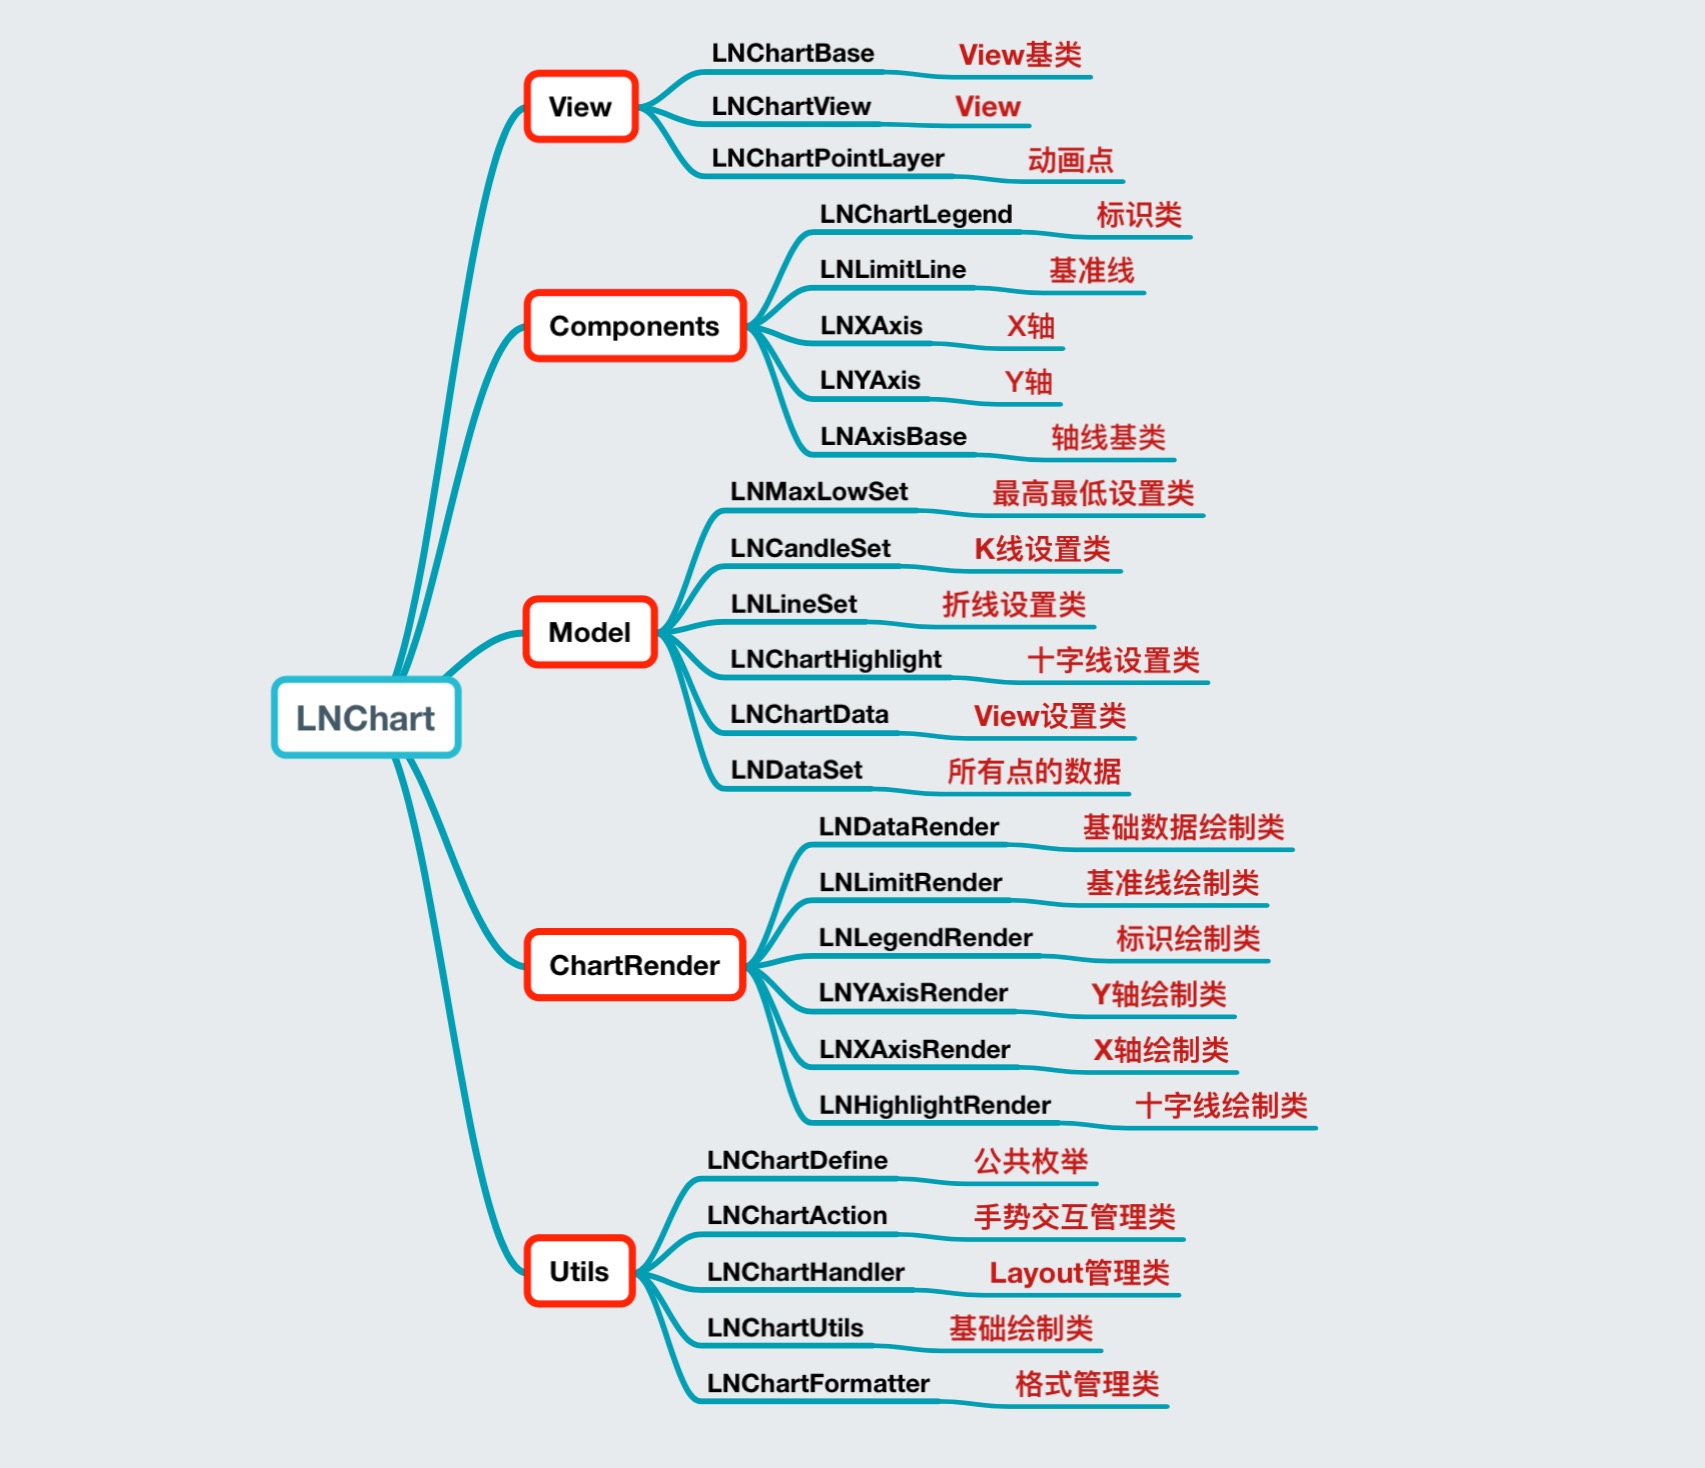 LNChart
View
LNChartBase View基类
LNChartView View
LNChartPointLayer 动画点
Components
LNChartLegend 标识类
LNLimitLine 基准线
LNXAxis X轴
LNYAxis Y轴
LNAxisBase 轴线基类
Model
LNMaxLowSet 最高最低设置类
LNCandleSet K线设置类
LNLineSet 折线设置类
LNChartHighlight 十字线设置类
LNChartData View设置类
LNDataSet 所有点的数据
ChartRender
LNDataRender 基础数据绘制类
LNLimitRender 基准线绘制类
LNLegendRender 标识绘制类
LNYAxisRender Y轴绘制类
LNXAxisRender X轴绘制类
LNHighlightRender 十字线绘制类
Utils
LNChartDefine 公共枚举
LNChartAction 手势交互管理类
LNChartHandler Layout管理类
LNChartUtils 基础绘制类
LNChartFormatter 格式管理类